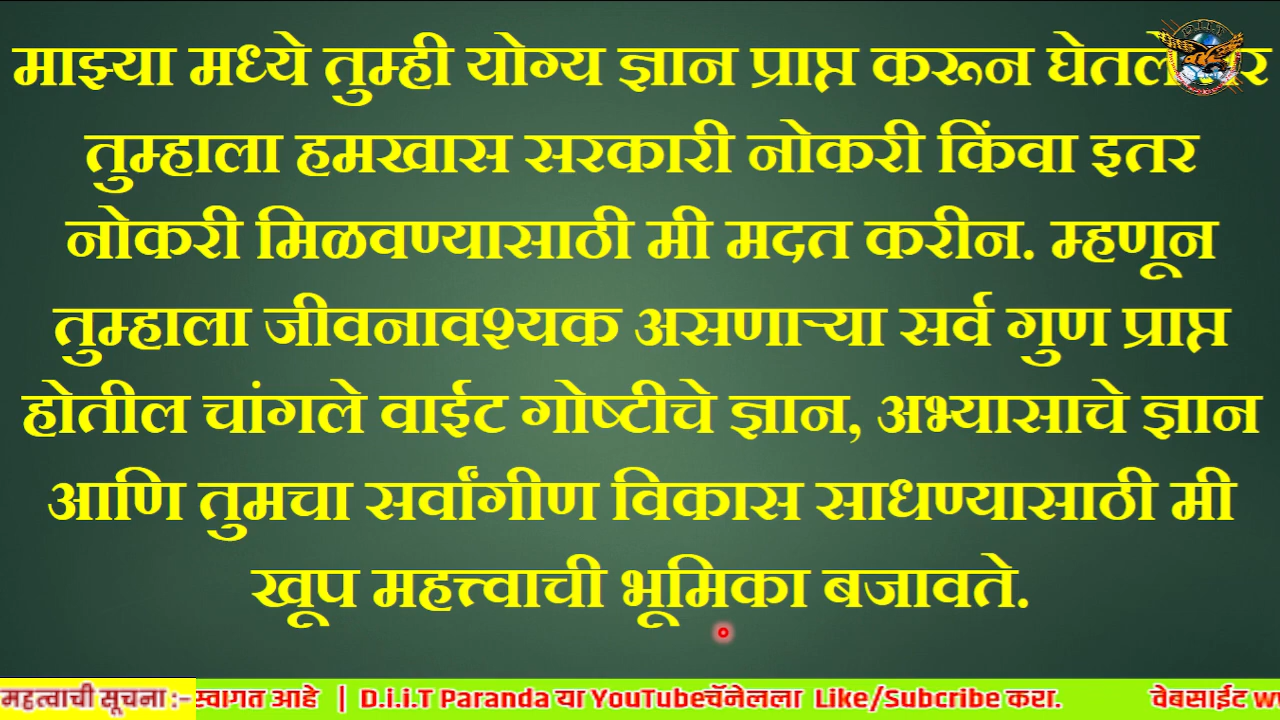 माझ्या मध्ये तुम्ही योग्य ज्ञान प्राप्त करून
तुम्हाला हमखास सरकारी नोकरी किंवा इतर
नोकरी मिळवण्यासाठी मी मदत करीन. म्हणून
तुम्हाला जीवनावश्यक असणाऱ्या सर्व गुण प्राप्त
होतील चांगले वाईट गोष्टीचे ज्ञान, अभ्यासाचे ज्ञान
आणि तुमचा सर्वांगीण विकास साधण्यासाठी मी
खूप महत्त्वाची भूमिका बजावते.
महत्वाची सूचना :- स्वागत आहे | D.i.i.T Paranda या YouTubeचॅनेलला Like/Subcribe करा. वेबसाईट